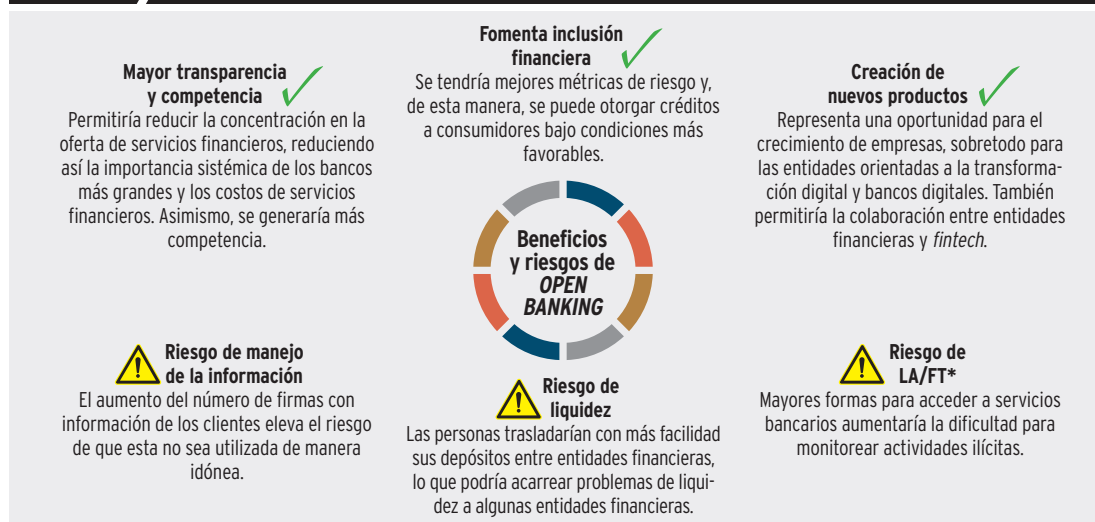 Mayor transparencia
y competencia
Permitiría reducir la concentración en la
oferta de servicios financieros, reduciendo
así la importancia sistémica de los bancos
más grandes y los costos de servicios
financieros. Asimismo, se generaría más
competencia.
Fomenta inclusión
financiera
Se tendría mejores métricas de riesgo y,
de esta manera, se puede otorgar créditos
a consumidores bajo condiciones más
favorables.
Creación de
nuevos productos
Representa una oportunidad para el
crecimiento de empresas, sobretodo para
las entidades orientadas a la transforma-
ción digital y bancos digitales. También
permitiría la colaboración entre entidades
financieras y fintech.
Beneficios
y riesgos de
OPEN
BANKING
Riesgo de manejo
de la información
El aumento del número de firmas con
información de los clientes eleva el riesgo
de que esta no sea utilizada de manera
idónea.
Riesgo de
liquidez
Las personas trasladarían con más facilidad
sus depósitos entre entidades financieras,
lo que podría acarrear problemas de liqui-
dez a algunas entidades financieras.
Riesgo de
LA/FT*
Mayores formas para acceder a servicios
bancarios aumentaría la dificultad para
monitorear actividades ilícitas.